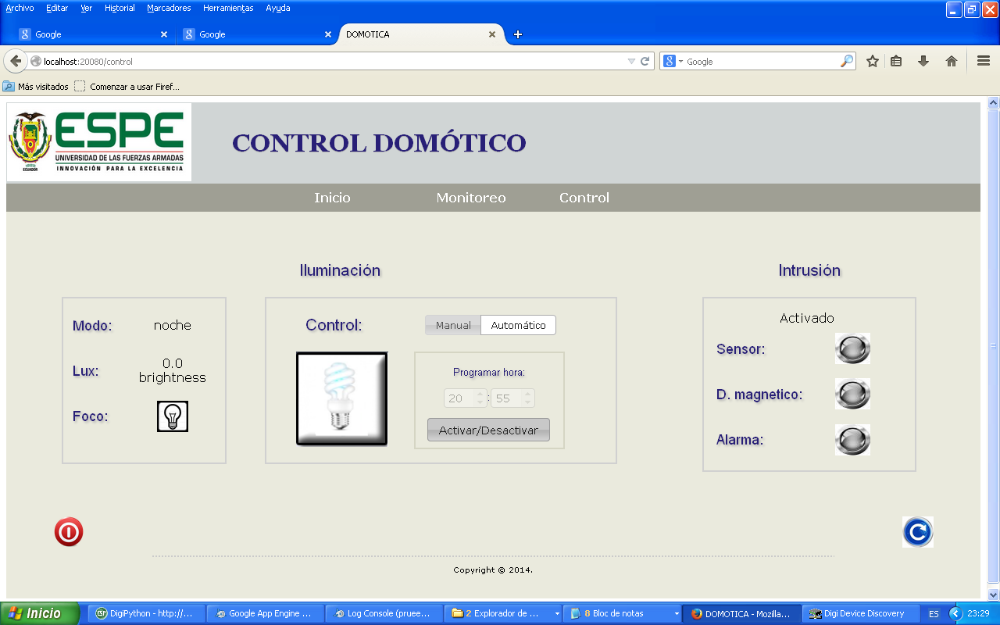 Archivo Editar Ver Historial Marcadores Herramientas Ayuda
Google Google DOMOTICA
localhost:20080/control Google
Más visitados Comenzar a usar Firef...
ESPE
UNIVERSIDAD DE LAS FUERZAS ARMADAS
INNOVACIÓN PARA LA EXCELENCIA
ECUADOR
CONTROL DOMÓTICO
Inicio Monitoreo Control
Iluminación
Intrusión
Modo: noche
Lux: 0.0
brightness
Foco:
Control: Manual Automático
Programar hora:
20 : 55
Activar/Desactivar
Activado
Sensor:
D. magnetico:
Alarma:
Copyright © 2014.
Inicio ESPE DigiPython - http://... Google App Engine ... Log Console (pruee... 2 Explorador de ... 8 Bloc de notas DOMOTICA - Mozilla... Digi Device Discovery ES 23:29